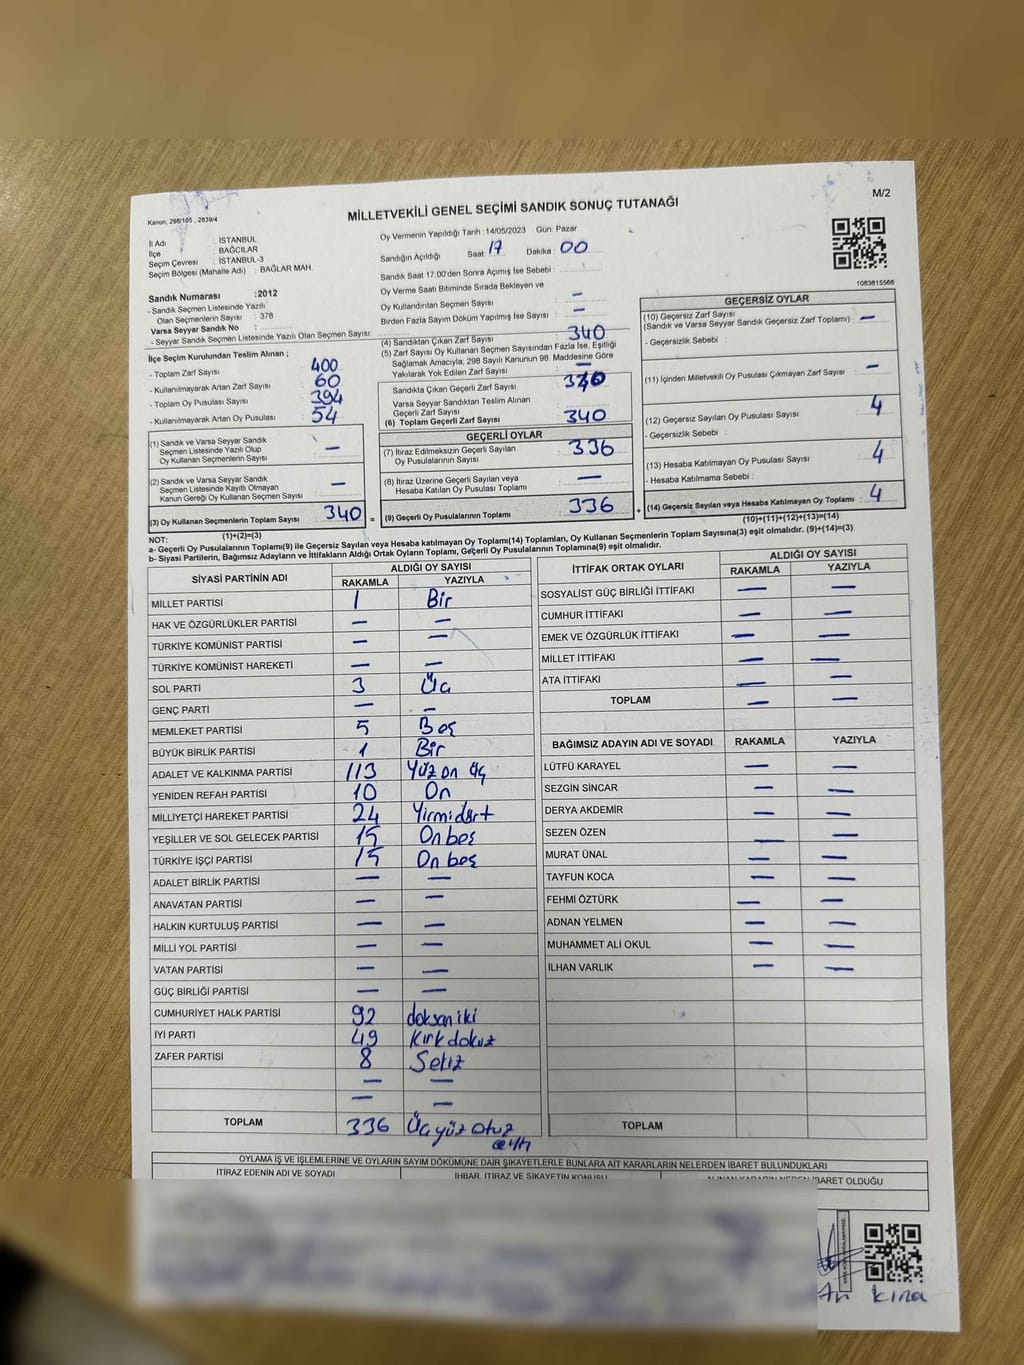 M/2
Kanun, 298/105 , 2839/4
MİLLETVEKİLİ GENEL SEÇİMİ SANDIK SONUÇ TUTANAĞI
İl Adı : İSTANBUL
İlçe : BAĞCILAR
Seçim Çevresi : İSTANBUL-3
Seçim Bölgesi (Mahalle Adı) : BAĞLAR MAH.
Oy Vermenin Yapıldığı Tarih :14/05/2023 Gün: Pazar
Sandığın Açıldığı Saat 17 Dakika 00
Sandık Saat 17.00'den Sonra Açımış İse Sebebi :
Oy Verme Saati Bitiminde Sırada Bekleyen ve
Oy Kullandırılan Seçmen Sayısı : –
Birden Fazla Sayım Döküm Yapılmış İse Sayısı : –
1083615566
Sandık Numarası :2012
- Sandık Seçmen Listesinde Yazılı
Olan Seçmenlerin Sayısı : 378
Varsa Seyyar Sandık No :
- Seyyar Sandık Seçmen Listesinde Yazılı Olan Seçmen Sayısı:
İlçe Seçim Kurulundan Teslim Alınan ;
- Toplam Zarf Sayısı : 400
- Kullanılmayarak Artan Zarf Sayısı : 60
- Toplam Oy Pusulası Sayısı : 394
- Kullanılmayarak Artan Oy Pusulası : 54
(1) Sandık ve Varsa Seyyar Sandık
Seçmen Listesinde Yazılı Olup
Oy Kullanan Seçmenlerin Sayısı : –
(2) Sandık ve Varsa Seyyar Sandık
Seçmen Listesinde Kayıtlı Olmayan
Kanun Gereği Oy Kullanan Seçmen Sayısı : –
(3) Oy Kullanan Seçmenlerin Toplam Sayısı : 340 =
(1)+(2)=(3)
(4) Sandıktan Çıkan Zarf Sayısı : 340
(5) Zarf Sayısı Oy Kullanan Seçmen Sayısından Fazla İse, Eşitliği
Sağlamak Amacıyla, 298 Sayılı Kanunun 98. Maddesine Göre
Yakılarak Yok Edilen Zarf Sayısı : –
Sandıkta Çıkan Geçerli Zarf Sayısı : 340
Varsa Seyyar Sandıktan Teslim Alınan
Geçerli Zarf Sayısı :
(6) Toplam Geçerli Zarf Sayısı : 340
GEÇERLİ OYLAR
(7) İtiraz Edilmeksizin Geçerli Sayılan
Oy Pusulasının Sayısı : 336
(8) İtiraz Üzerine Geçerli Sayılan veya
Hesaba Katılan Oy Pusulası Toplamı : –
(9) Geçerli Oy Pusulalarının Toplamı : 336 +
GEÇERSİZ OYLAR
(10) Geçersiz Zarf Sayısı
(Sandık ve Varsa Seyyar Sandık Geçersiz Zarf Toplamı) : –
- Geçersizlik Sebebi :
(11) İçinden Milletvekili Oy Pusulası Çıkmayan Zarf Sayısı : –
(12) Geçersiz Sayılan Oy Pusulası Sayısı : 4
- Geçersizlik Sebebi :
(13) Hesaba Katılmayan Oy Pusulası Sayısı : 4
- Hesaba Katılmama Sebebi :
(14) Geçersiz Sayılan veya Hesaba Katılmayan Oy Toplamı : 4
(10)+(11)+(12)+(13)=(14)
NOT:
a- Geçerli Oy Pusulasının Toplamı(9) ile Geçersiz Sayılan veya Hesaba katılmayan Oy Toplamı(14) Toplamları, Oy Kullanan Seçmenlerin Toplam Sayısına(3) eşit olmalıdır. (9)+(14)=(3)
b- Siyasi Partilerin, Bağımsız Adayların ve İttifakların Aldığı Ortak Oyların Toplamı, Geçerli Oy Pusulalarının Toplamına(9) eşit olmalıdır.
SİYASİ PARTİNİN ADI ALDIĞI OY SAYISI
RAKAMLA YAZIYLA
MİLLET PARTİSİ 1 Bir
HAK VE ÖZGÜRLÜKLER PARTİSİ – –
TÜRKİYE KOMÜNİST PARTİSİ – –
TÜRKİYE KOMÜNİST HAREKETİ – –
SOL PARTİ 3 Üç
GENÇ PARTİ – –
MEMLEKET PARTİSİ 5 Beş
BÜYÜK BİRLİK PARTİSİ 1 Bir
ADALET VE KALKINMA PARTİSİ 113 Yüz on üç
YENİDEN REFAH PARTİSİ 10 On
MİLLİYETÇİ HAREKET PARTİSİ 24 Yirmidört
YEŞİLLER VE SOL GELECEK PARTİSİ 15 Onbeş
TÜRKİYE İŞÇİ PARTİSİ 15 Onbeş
ADALET BİRLİK PARTİSİ – –
ANAVATAN PARTİSİ – –
HALKIN KURTULUŞ PARTİSİ – –
MİLLİ YOL PARTİSİ – –
VATAN PARTİSİ – –
GÜÇ BİRLİĞİ PARTİSİ – –
CUMHURİYET HALK PARTİSİ 92 doksaniki
İYİ PARTİ 49 Kırkdokuz
ZAFER PARTİSİ 8 Sekiz
– –
– –
TOPLAM 336 Üçyüz otuz altı
İTTİFAK ORTAK OYLARI ALDIĞI OY SAYISI
RAKAMLA YAZIYLA
SOSYALİST GÜÇ BİRLİĞİ İTTİFAKI – –
CUMHUR İTTİFAKI – –
EMEK VE ÖZGÜRLÜK İTTİFAKI – –
MİLLET İTTİFAKI – –
ATA İTTİFAKI – –
TOPLAM – –
BAĞIMSIZ ADAYIN ADI VE SOYADI RAKAMLA YAZIYLA
LÜTFÜ KARAYEL – –
SEZGİN SİNCAR – –
DERYA AKDEMİR – –
SEZEN ÖZEN – –
MURAT ÜNAL – –
TAYFUN KOCA – –
FEHMİ ÖZTÜRK – –
ADNAN YELMEN – –
MUHAMMET ALİ OKUL – –
İLHAN VARLIK – –
TOPLAM
OYLAMA İŞ VE İŞLEMLERİNE VE OYLARIN SAYIM DÖKÜMÜNE DAİR ŞİKAYETLERLE BUNLARA AİT KARARLARIN NELERDEN İBARET BULUNDUKLARI
İTİRAZ EDENİN ADI VE SOYADI İHBAR, İTİRAZ VE ŞİKAYETİN KONUSU ALINAN KARARIN NEDEN İBARET OLDUĞU